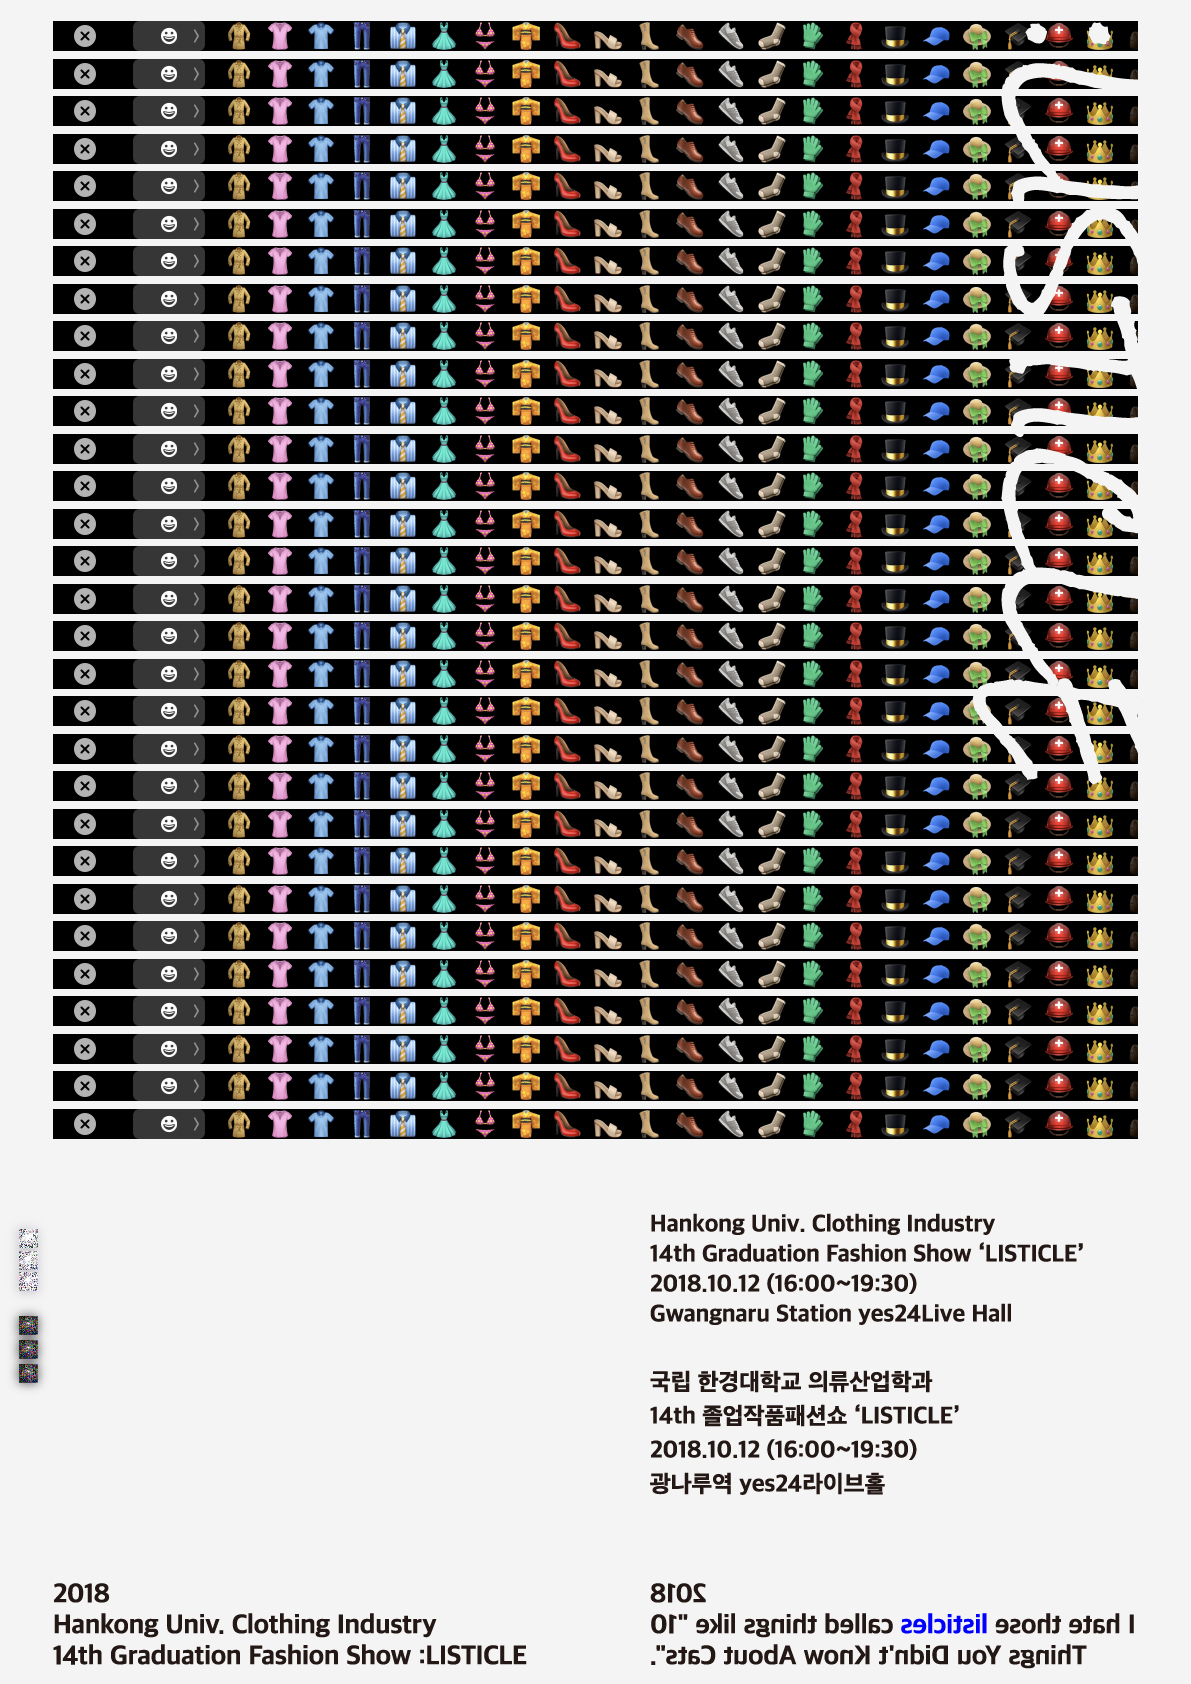 Hankong Univ. Clothing Industry
14th Graduation Fashion Show ‘LISTICLE’
2018.10.12 (16:00~19:30)
Gwangnaru Station yes24Live Hall
국립 한경대학교 의류산업학과
14th 졸업작품패션쇼 ‘LISTICLE’
2018.10.12 (16:00~19:30)
광나루역 yes24라이브홀
2018
Hankong Univ. Clothing Industry
14th Graduation Fashion Show :LISTICLE
2018
I hate those listicles called things like "10
Things You Didn't Know About Cats".